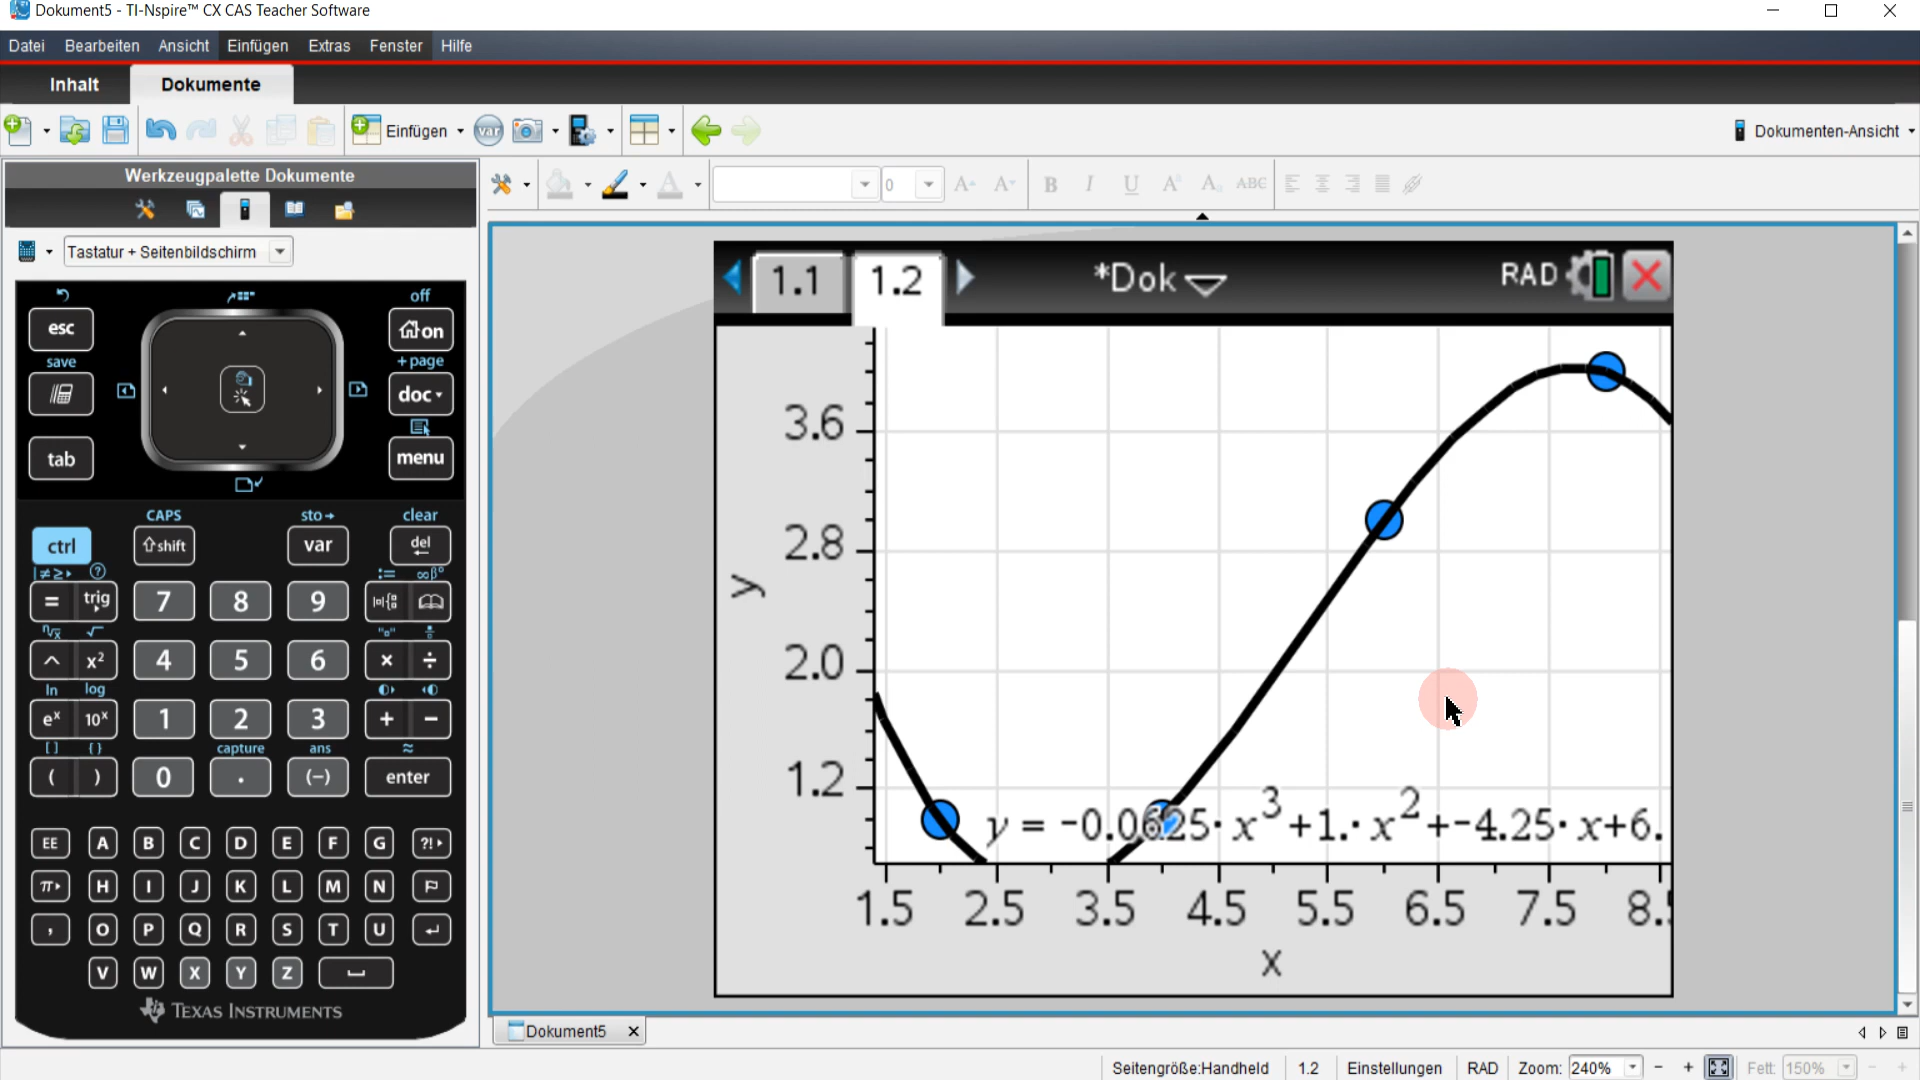 Dokument5 - TI-Nspire™ CX CAS Teacher Software
Datei Bearbeiten Ansicht Einfügen Extras Fenster Hilfe
Inhalt Dokumente
Einfügen var Dokumenten-Ansicht
Werkzeugpalette Dokumente
0 B I U A ABC
Tastatur + Seitenbildschirm
1.1 1.2 *Dok RAD
off
esc on
save + page
doc
tab menu
CAPS sto→ clear
ctrl shift var del
= trig 7 8 9
^ x² 4 5 6 × ÷
ln log
eˣ 10ˣ 1 2 3 + −
[ ] { } capture ans ≈
( ) 0 . (−) enter
EE A B C D E F G ?!
π H I J K L M N
, O P Q R S T U
V W X Y Z
TEXAS INSTRUMENTS
3.6
2.8
y
2.0
1.2
y = -0.0625·x³+1.·x²+-4.25·x+6.
1.5 2.5 3.5 4.5 5.5 6.5 7.5 8.5
x
Dokument5
Seitengröße:Handheld 1.2 Einstellungen RAD Zoom: 240% − + Fett: 150% − +